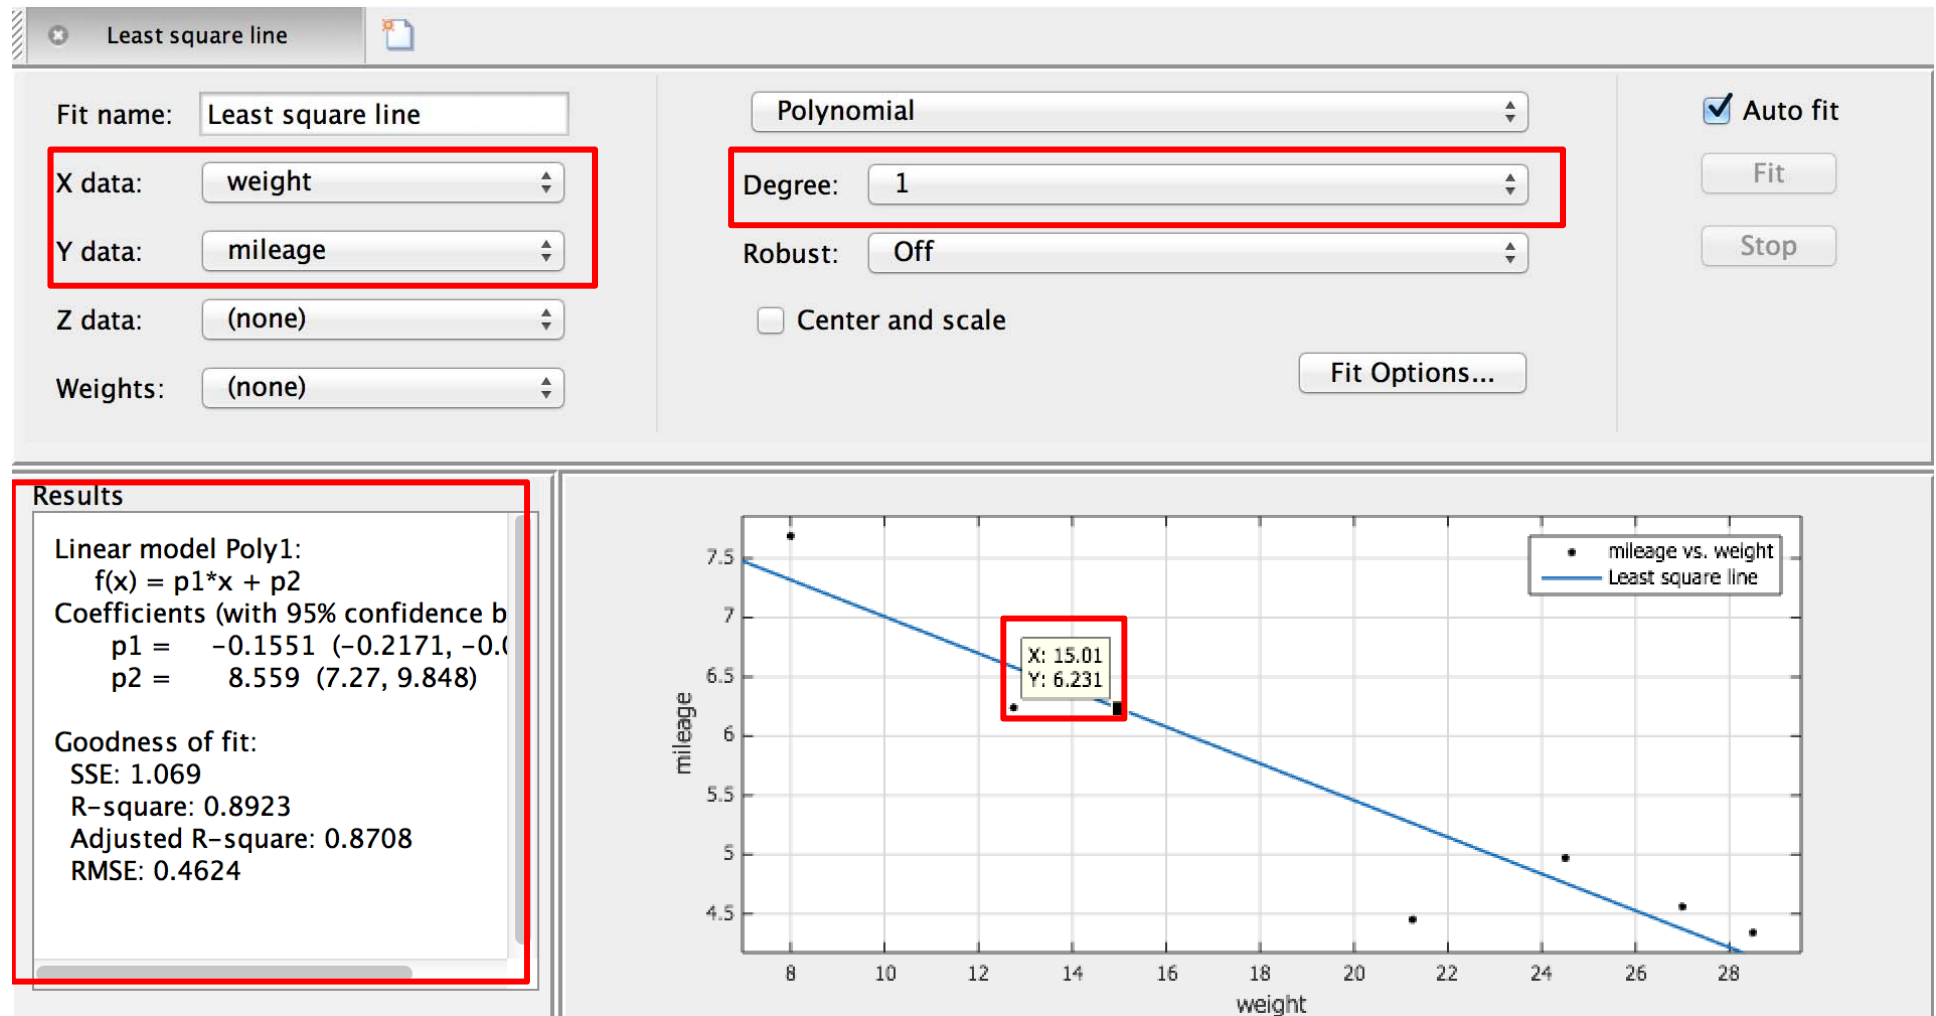 Least square line
Fit name: Least square line
X data: weight
Y data: mileage
Z data: (none)
Weights: (none)
Polynomial
Degree: 1
Robust: Off
Center and scale
Fit Options...
Auto fit
Fit
Stop
Results
Linear model Poly1:
f(x) = p1*x + p2
Coefficients (with 95% confidence b
p1 = -0.1551 (-0.2171, -0.0
p2 = 8.559 (7.27, 9.848)
Goodness of fit:
SSE: 1.069
R-square: 0.8923
Adjusted R-square: 0.8708
RMSE: 0.4624
mileage vs. weight
Least square line
X: 15.01
Y: 6.231
mileage
7.5
7
6.5
6
5.5
5
4.5
8 10 12 14 16 18 20 22 24 26 28
weight